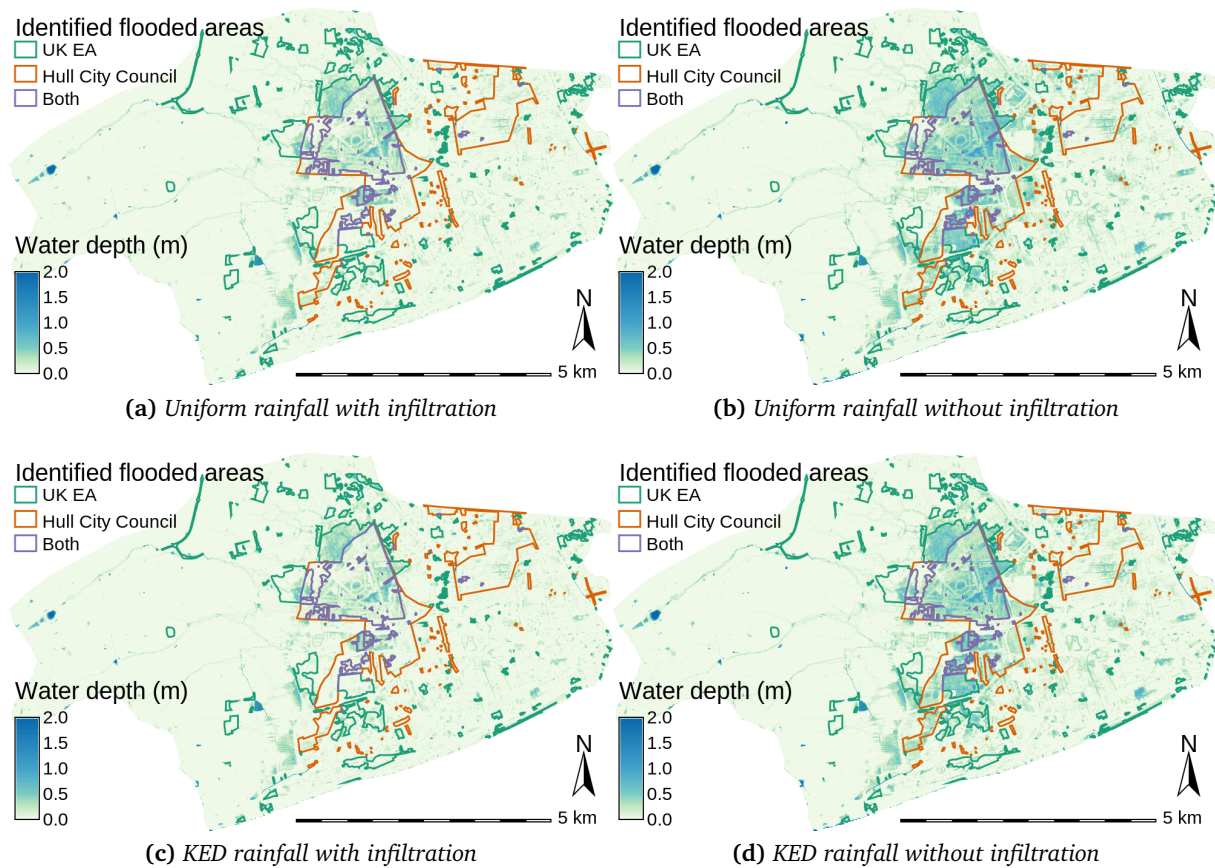 Identified flooded areas
UK EA
Hull City Council
Both
Water depth (m)
2.0
1.5
1.0
0.5
0.0
N
5 km
(a) Uniform rainfall with infiltration
Identified flooded areas
UK EA
Hull City Council
Both
Water depth (m)
2.0
1.5
1.0
0.5
0.0
N
5 km
(b) Uniform rainfall without infiltration
Identified flooded areas
UK EA
Hull City Council
Both
Water depth (m)
2.0
1.5
1.0
0.5
0.0
N
5 km
(c) KED rainfall with infiltration
Identified flooded areas
UK EA
Hull City Council
Both
Water depth (m)
2.0
1.5
1.0
0.5
0.0
N
5 km
(d) KED rainfall without infiltration